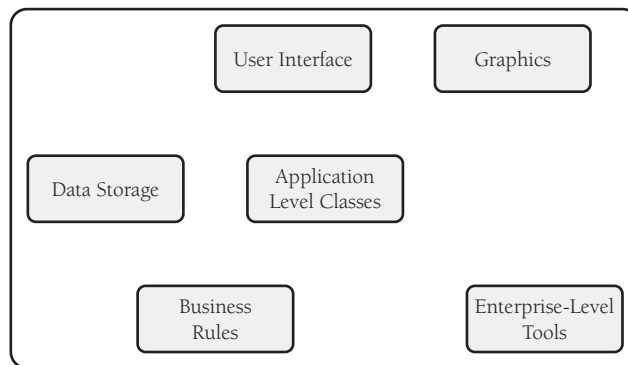 User Interface
Graphics
Data Storage
Application
Level Classes
Business
Rules
Enterprise-Level
Tools